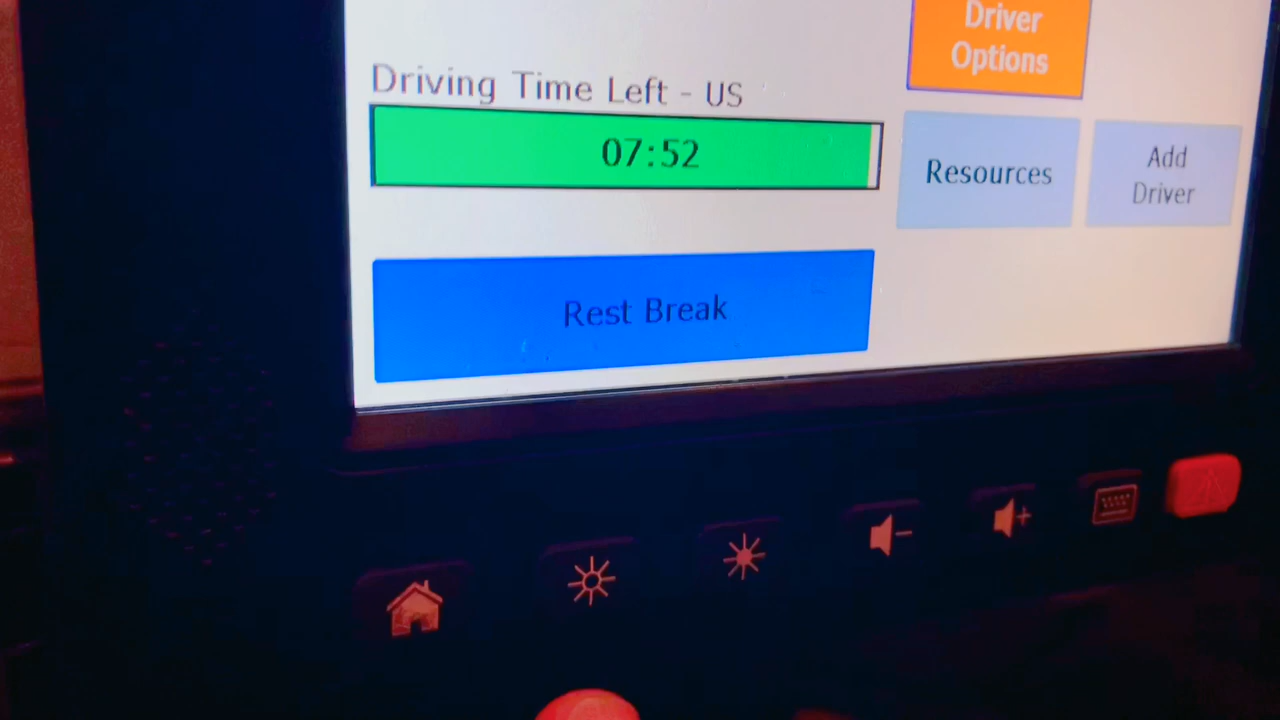 Driver
Options
Driving Time Left - US
07:52
Resources
Add
Driver
Rest Break